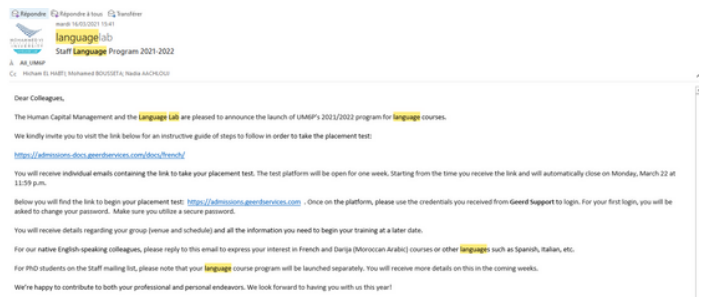 Répondre Répondre à tous Transférer
mardi 16/03/2021 15:41
languagelab
Staff Language Program 2021-2022
MOHAMMED VI
UNIVERSITY
À All_UM6P
Cc Hicham EL HABTI; Mohamed BOUSSETA; Nadia AACHLOUI
Dear Colleagues,
The Human Capital Management and the Language Lab are pleased to announce the launch of UM6P's 2021/2022 program for language courses.
We kindly invite you to visit the link below for an instructive guide of steps to follow in order to take the placement test:
https://admissions-docs.geerdservices.com/docs/french/
You will receive individual emails containing the link to take your placement test. The test platform will be open for one week. Starting from the time you receive the link and will automatically close on Monday, March 22 at
11:59 p.m.
Below you will find the link to begin your placement test: https://admissions.geerdservices.com . Once on the platform, please use the credentials you received from Geerd Support to login. For your first login, you will be
asked to change your password. Make sure you utilize a secure password.
You will receive details regarding your group (venue and schedule) and all the information you need to begin your training at a later date.
For our native English-speaking colleagues, please reply to this email to express your interest in French and Darija (Moroccan Arabic) courses or other languages such as Spanish, Italian, etc.
For PhD students on the Staff mailing list, please note that your language course program will be launched separately. You will receive more details on this in the coming weeks.
We're happy to contribute to both your professional and personal endeavors. We look forward to having you with us this year!